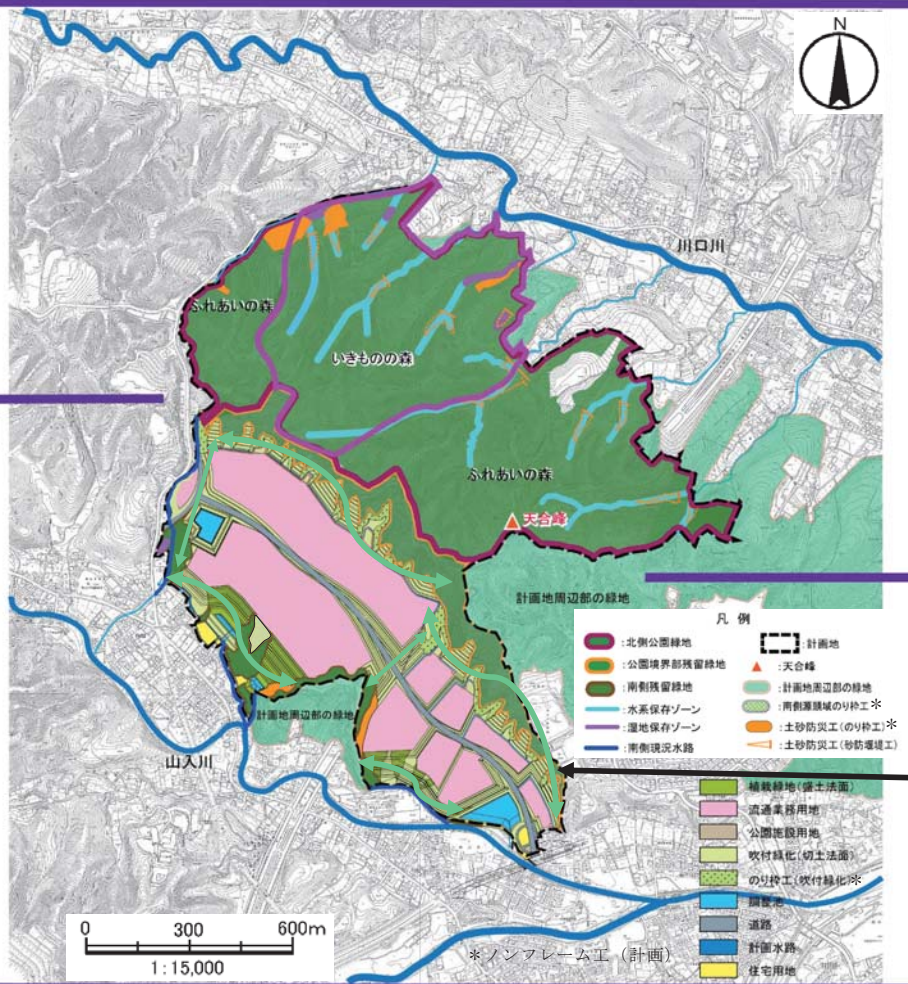 N
川口川
ふれあいの森
いきものの森
ふれあいの森
天合峰
計画地周辺部の緑地
凡 例
:北側公園緑地
:計画地
:公園境界部残留緑地
:天合峰
:南側残留緑地
:計画地周辺部の緑地
:水系保存ゾーン
:南側源頭域のり枠工*
:湿地保存ゾーン
:土砂防災工(のり枠工)*
:南側現況水路
:土砂防災工(砂防堰堤工)
計画地周辺部の緑地
山入川
植栽緑地(盛土法面)
流通業務用地
公園施設用地
吹付緑化(切土法面)
のり枠工(吹付緑化)*
調整池
道路
計画水路
住宅用地
0 300 600m
1:15,000
*ノンフレーム工(計画)